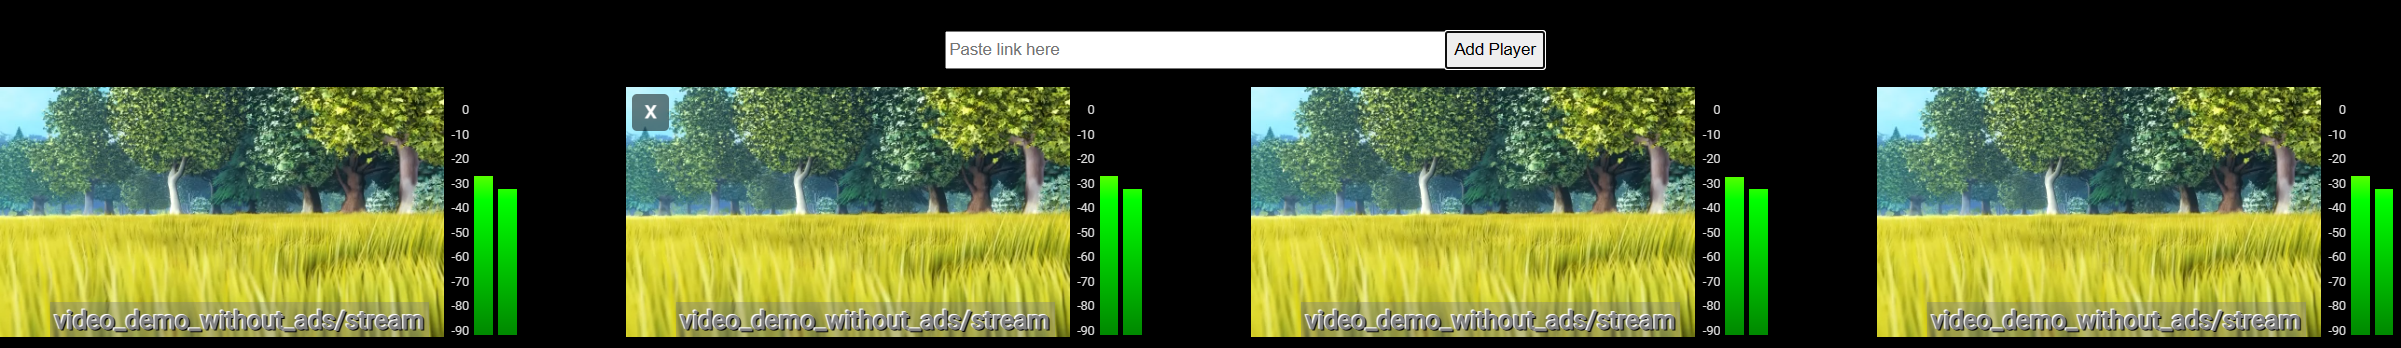 Paste link here Add Player
X
0 0 0 0
-10 -10 -10 -10
-20 -20 -20 -20
-30 -30 -30 -30
-40 -40 -40 -40
-50 -50 -50 -50
-60 -60 -60 -60
-70 -70 -70 -70
-80 -80 -80 -80
video_demo_without_ads/stream -90 video_demo_without_ads/stream -90 video_demo_without_ads/stream -90 video_demo_without_ads/stream -90